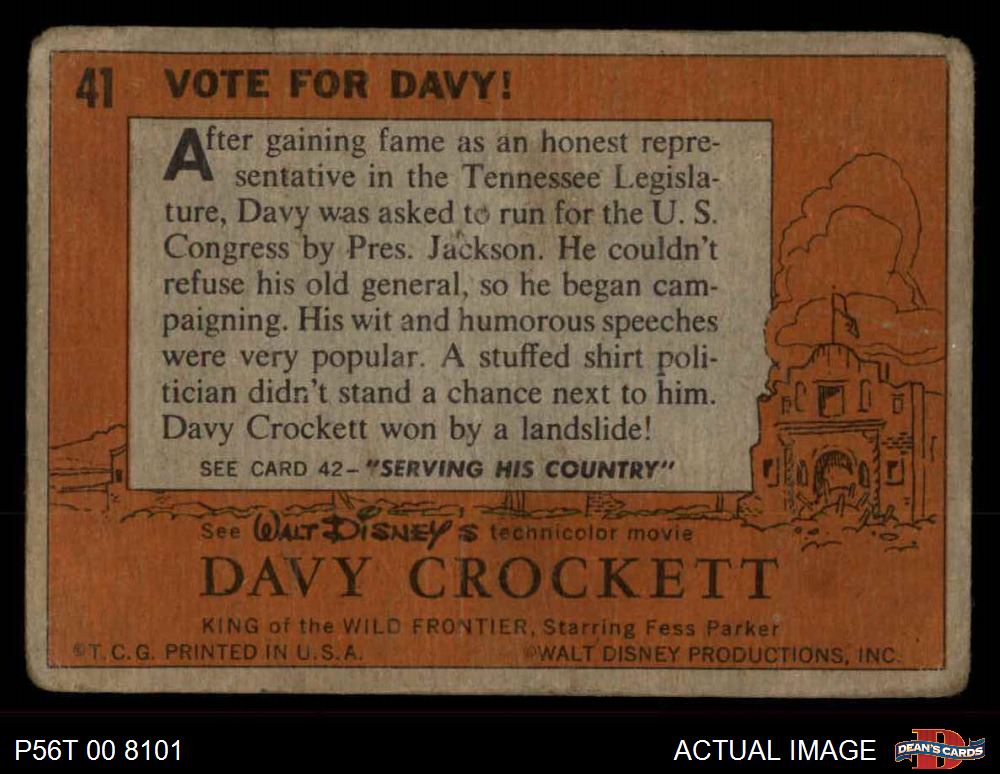 41 VOTE FOR DAVY!
After gaining fame as an honest repre-
sentative in the Tennessee Legisla-
ture, Davy was asked to run for the U. S.
Congress by Pres. Jackson. He couldn't
refuse his old general, so he began cam-
paigning. His wit and humorous speeches
were very popular. A stuffed shirt poli-
tician didn't stand a chance next to him.
Davy Crockett won by a landslide!
SEE CARD 42-"SERVING HIS COUNTRY"
See WALT DISNEY'S technicolor movie
DAVY CROCKETT
KING of the WILD FRONTIER, Starring Fess Parker
©T. C. G. PRINTED IN U. S. A. ©WALT DISNEY PRODUCTIONS, INC.
P56T 00 8101 ACTUAL IMAGE DEAN'S CARDS